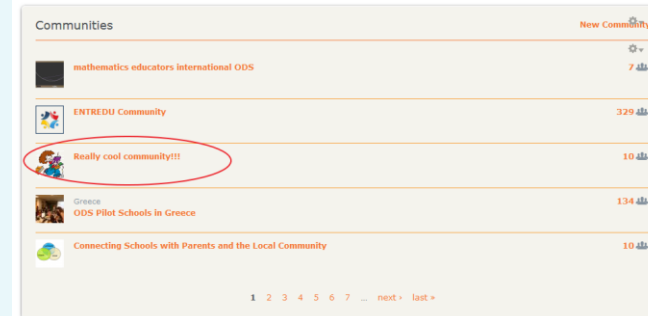 Communities New Community
mathematics educators international ODS 7
ENTREDU Community 329
Really cool community!!! 10
Greece
ODS Pilot Schools in Greece 134
Connecting Schools with Parents and the Local Community 10
1 2 3 4 5 6 7 ... next › last »